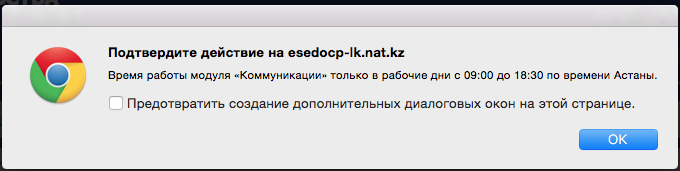 Подтвердите действие на esedocp-lk.nat.kz
Время работы модуля «Коммуникации» только в рабочие дни с 09:00 до 18:30 по времени Астаны.
Предотвратить создание дополнительных диалоговых окон на этой странице.
OK